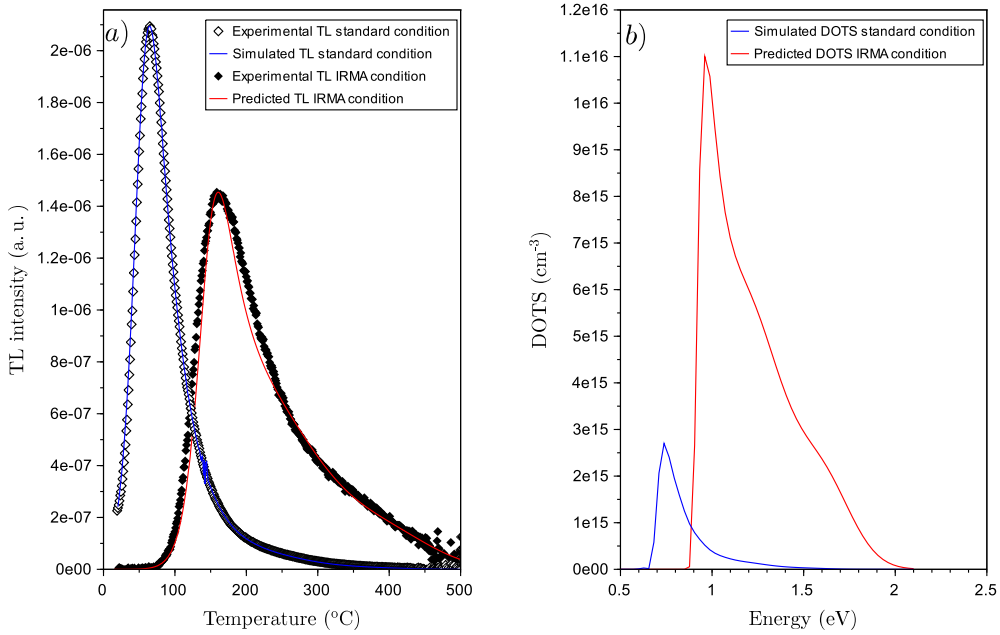 a)
Experimental TL standard condition
Simulated TL standard condition
Experimental TL IRMA condition
Predicted TL IRMA condition
TL intensity (a. u.)
2e-06
1.8e-06
1.6e-06
1.4e-06
1.2e-06
1e-06
8e-07
6e-07
4e-07
2e-07
0e00
0 100 200 300 400 500
Temperature (°C)
b)
Simulated DOTS standard condition
Predicted DOTS IRMA condition
DOTS (cm⁻³)
1.2e16
1.1e16
1e16
9e15
8e15
7e15
6e15
5e15
4e15
3e15
2e15
1e15
0e00
0.5 1 1.5 2 2.5
Energy (eV)